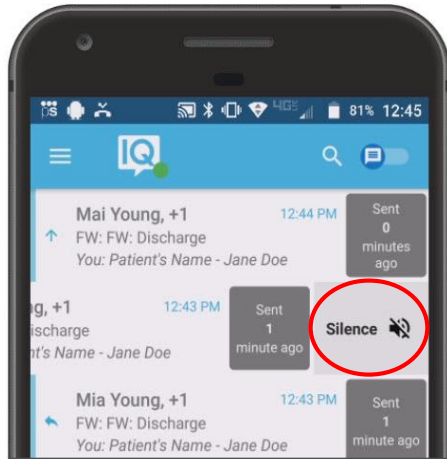 81% 12:45
IQ
Mai Young, +1 12:44 PM Sent
FW: FW: Discharge 0
You: Patient's Name - Jane Doe minutes
ago
ng, +1 12:43 PM Sent
ischarge 1 Silence
nt's Name - Jane Doe minute ago
Mia Young, +1 12:43 PM Sent
FW: FW: Discharge 1
You: Patient's Name - Jane Doe minute ago